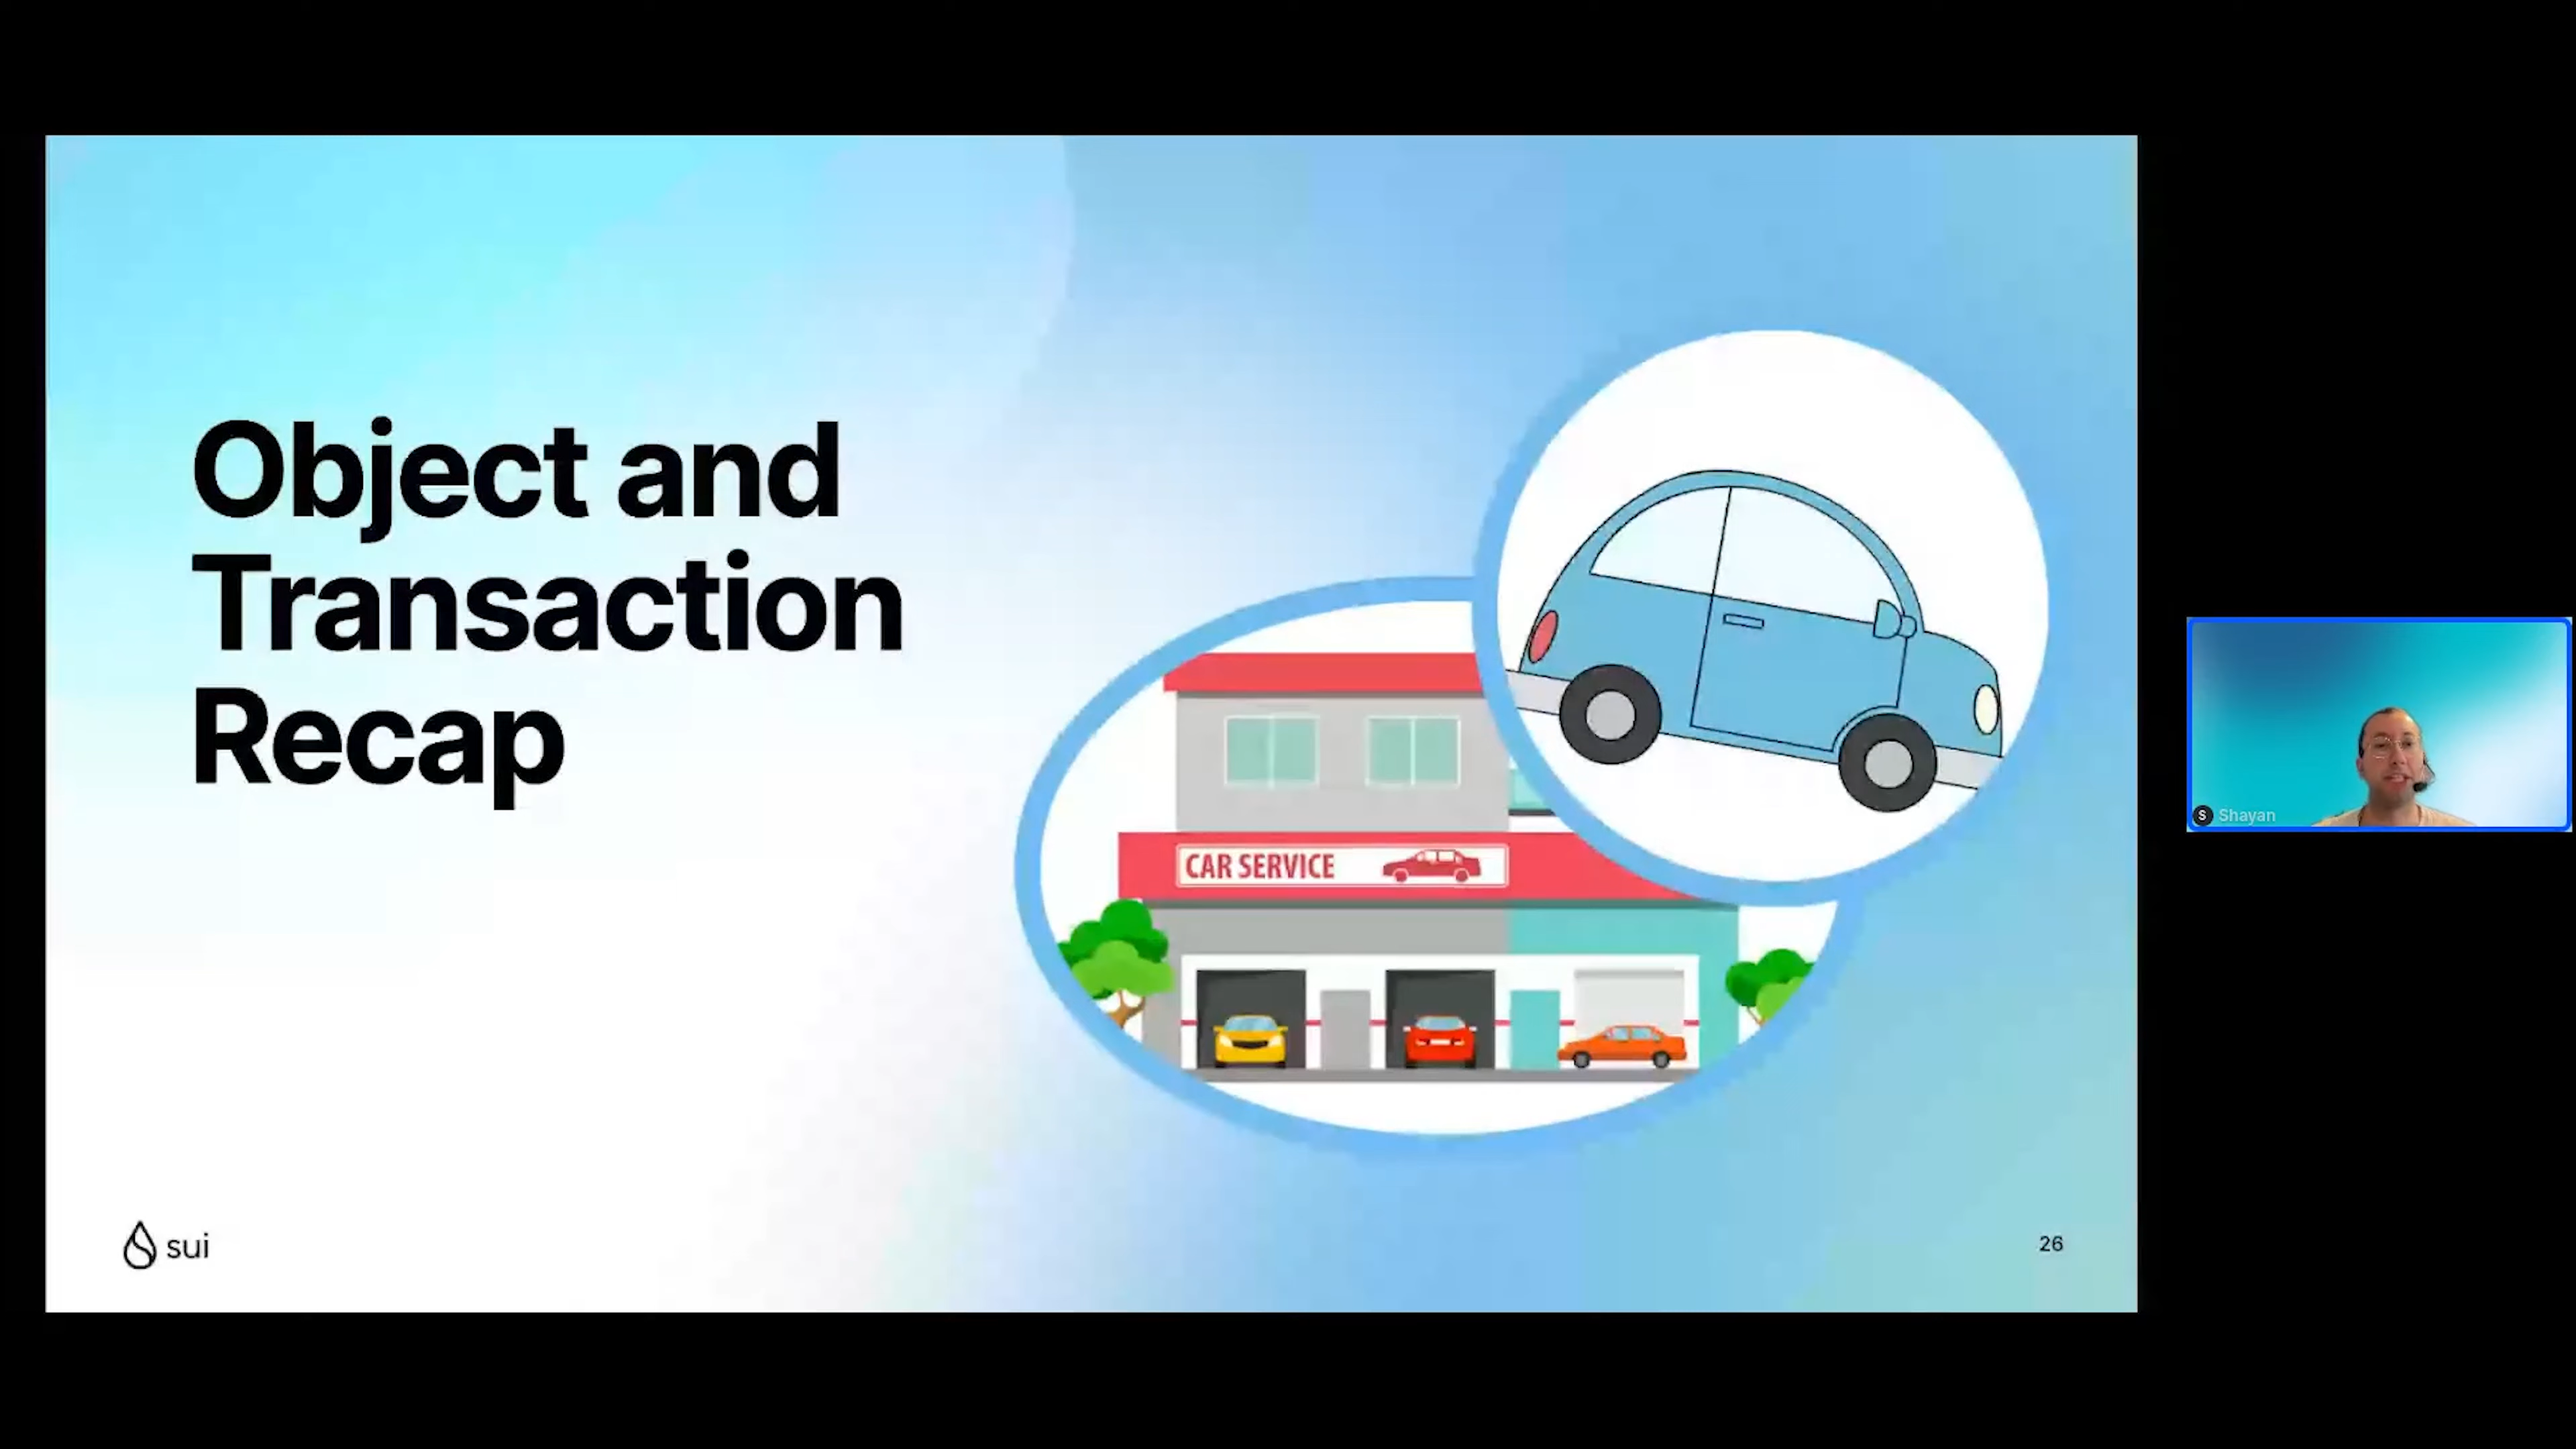 Object and
Transaction
Recap
CAR SERVICE
sui
26
S Shayan